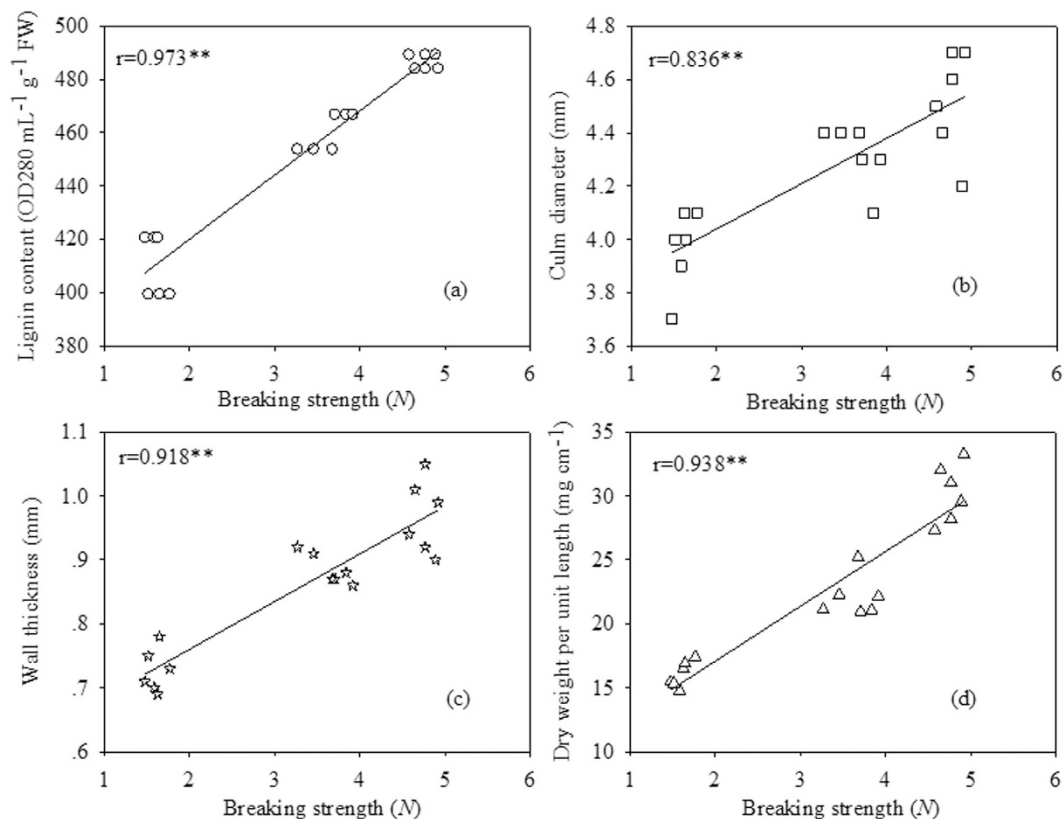 r=0.973**
Lignin content (OD280 mL⁻¹ g⁻¹ FW)
500
480
460
440
420
400
380
(a)
1 2 3 4 5 6
Breaking strength (N)
r=0.836**
Culm diameter (mm)
4.8
4.6
4.4
4.2
4.0
3.8
3.6
(b)
1 2 3 4 5 6
Breaking strength (N)
r=0.918**
Wall thickness (mm)
1.1
1.0
.9
.8
.7
.6
(c)
1 2 3 4 5 6
Breaking strength (N)
r=0.938**
Dry weight per unit length (mg cm⁻¹)
35
30
25
20
15
10
(d)
1 2 3 4 5 6
Breaking strength (N)